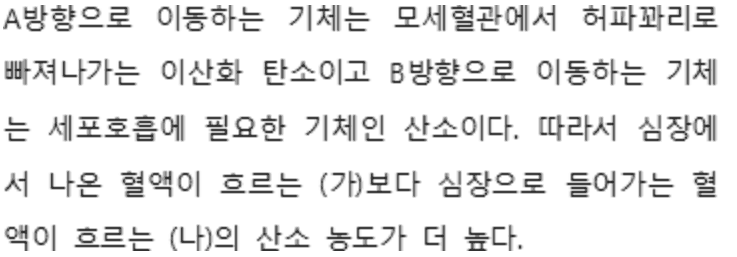 A방향으로 이동하는 기체는 모세혈관에서 허파꽈리로
빠져나가는 이산화 탄소이고 B방향으로 이동하는 기체
는 세포호흡에 필요한 기체인 산소이다. 따라서 심장에
서 나온 혈액이 흐르는 (가)보다 심장으로 들어가는 혈
액이 흐르는 (나)의 산소 농도가 더 높다.